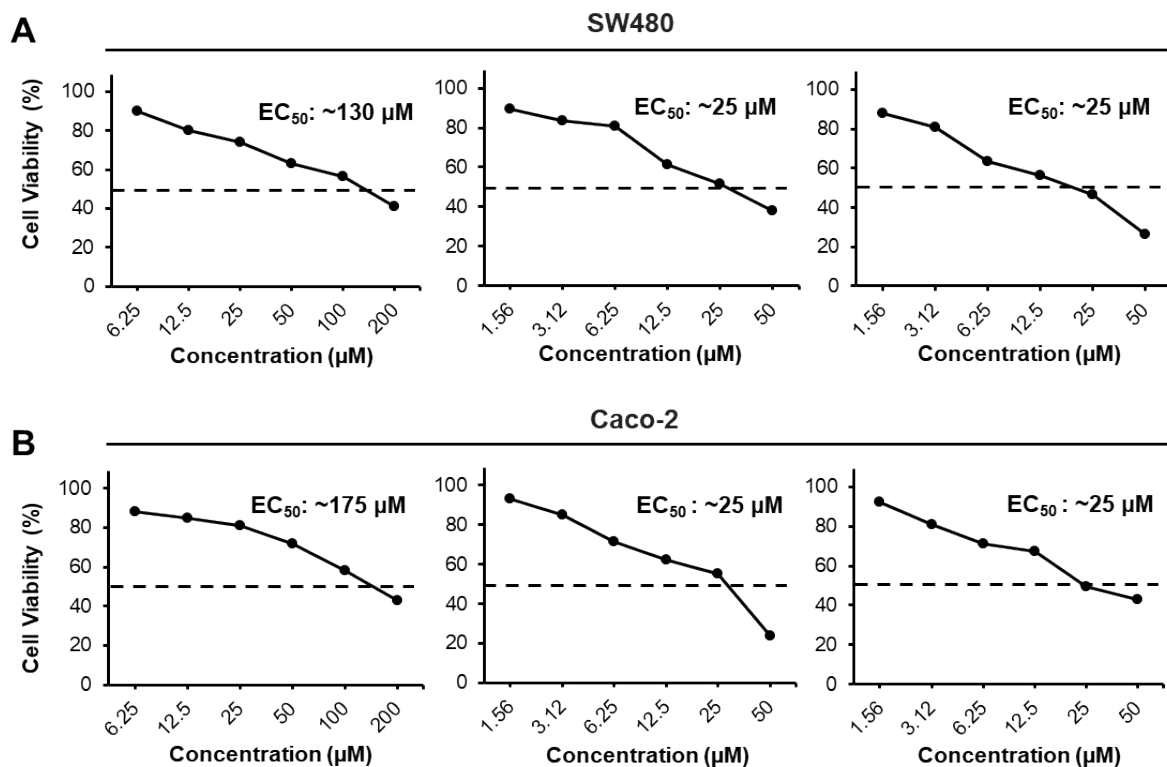 A
SW480
Cell Viability (%)
100
80
60
40
20
0
EC50: ~130 µM
6.25 12.5 25 50 100 200
Concentration (µM)
100
80
60
40
20
0
EC50: ~25 µM
1.56 3.12 6.25 12.5 25 50
Concentration (µM)
100
80
60
40
20
0
EC50: ~25 µM
1.56 3.12 6.25 12.5 25 50
Concentration (µM)
B
Caco-2
Cell Viability (%)
100
80
60
40
20
0
EC50: ~175 µM
6.25 12.5 25 50 100 200
Concentration (µM)
100
80
60
40
20
0
EC50 : ~25 µM
1.56 3.12 6.25 12.5 25 50
Concentration (µM)
100
80
60
40
20
0
EC50 : ~25 µM
1.56 3.12 6.25 12.5 25 50
Concentration (µM)